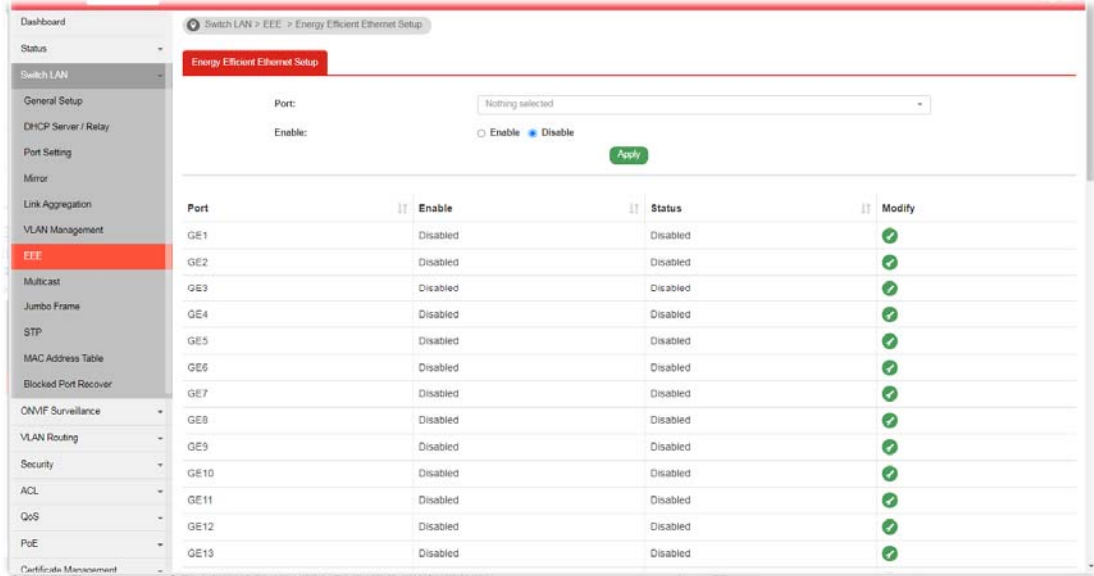 Dashboard
Status
Switch LAN
General Setup
DHCP Server / Relay
Port Setting
Mirror
Link Aggregation
VLAN Management
EEE
Multicast
Jumbo Frame
STP
MAC Address Table
Blocked Port Recover
ONVIF Surveillance
VLAN Routing
Security
ACL
QoS
PoE
Certificate Management
Switch LAN > EEE > Energy Efficient Ethernet Setup
Energy Efficient Ethernet Setup
Port: Nothing selected
Enable: Enable Disable
Apply
Port Enable Status Modify
GE1 Disabled Disabled
GE2 Disabled Disabled
GE3 Disabled Disabled
GE4 Disabled Disabled
GE5 Disabled Disabled
GE6 Disabled Disabled
GE7 Disabled Disabled
GE8 Disabled Disabled
GE9 Disabled Disabled
GE10 Disabled Disabled
GE11 Disabled Disabled
GE12 Disabled Disabled
GE13 Disabled Disabled